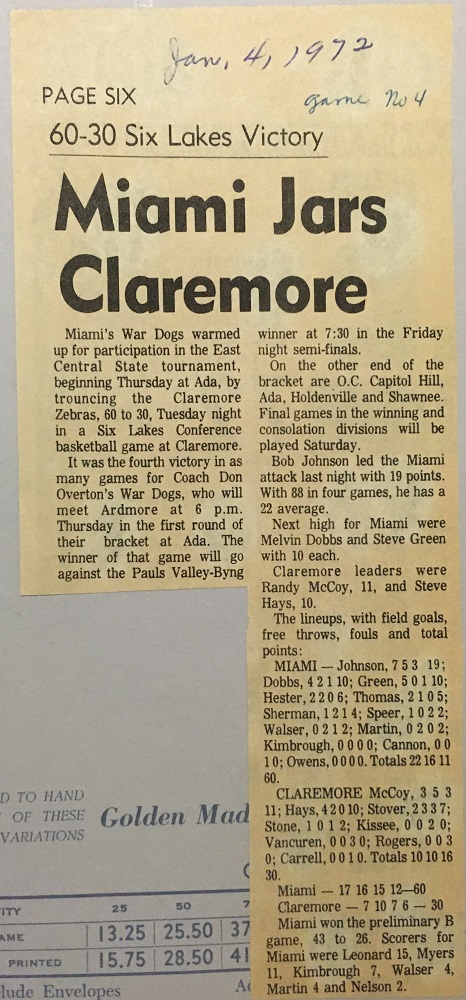 Jan. 4, 1972
PAGE SIX
game No 4
60-30 Six Lakes Victory
Miami Jars
Claremore
Miami's War Dogs warmed
up for participation in the East
Central State tournament,
beginning Thursday at Ada, by
trouncing the Claremore
Zebras, 60 to 30, Tuesday night
in a Six Lakes Conference
basketball game at Claremore.
It was the fourth victory in as
many games for Coach Don
Overton's War Dogs, who will
meet Ardmore at 6 p.m.
Thursday in the first round of
their bracket at Ada. The
winner of that game will go
against the Pauls Valley-Byng
winner at 7:30 in the Friday
night semi-finals.
On the other end of the
bracket are O.C. Capitol Hill,
Ada, Holdenville and Shawnee.
Final games in the winning and
consolation divisions will be
played Saturday.
Bob Johnson led the Miami
attack last night with 19 points.
With 88 in four games, he has a
22 average.
Next high for Miami were
Melvin Dobbs and Steve Green
with 10 each.
Claremore leaders were
Randy McCoy, 11, and Steve
Hays, 10.
The lineups, with field goals,
free throws, fouls and total
points:
MIAMI — Johnson, 7 5 3 19;
Dobbs, 4 2 1 10; Green, 5 0 1 10;
Hester, 2 2 0 6; Thomas, 2 1 0 5;
Sherman, 1 2 1 4; Speer, 1 0 2 2;
Walser, 0 2 1 2; Martin, 0 2 0 2;
Kimbrough, 0 0 0 0; Cannon, 0 0
1 0; Owens, 0 0 0 0. Totals 22 16 11
60.
CLAREMORE McCoy, 3 5 3
11; Hays, 4 2 0 10; Stover, 2 3 3 7;
Stone, 1 0 1 2; Kissee, 0 0 2 0;
Vancuren, 0 0 3 0; Rogers, 0 0 3
0; Carrell, 0 0 1 0. Totals 10 10 16
30.
Miami — 17 16 15 12—60
Claremore — 7 10 7 6 — 30
Miami won the preliminary B
game, 43 to 26. Scorers for
Miami were Leonard 15, Myers
11, Kimbrough 7, Walser 4,
Martin 4 and Nelson 2.
D TO HAND
OF THESE
VARIATIONS
Golden Mad
ITY 25 50 7
AME 13.25 25.50 37
PRINTED 15.75 28.50 41
lude Envelopes